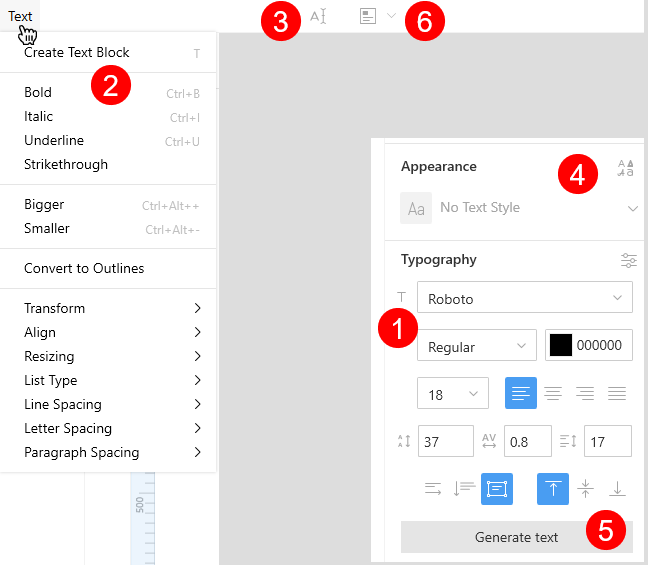 Text
3
6
Create Text Block T
2
Bold Ctrl+B
Italic Ctrl+I
Underline Ctrl+U
Strikethrough
Bigger Ctrl+Alt++
Smaller Ctrl+Alt+-
Convert to Outlines
Transform
Align
Resizing
List Type
Line Spacing
Letter Spacing
Paragraph Spacing
500
Appearance
4
Aa No Text Style
Typography
T Roboto
1
Regular 000000
18
37 AV 0.8 17
Generate text
5